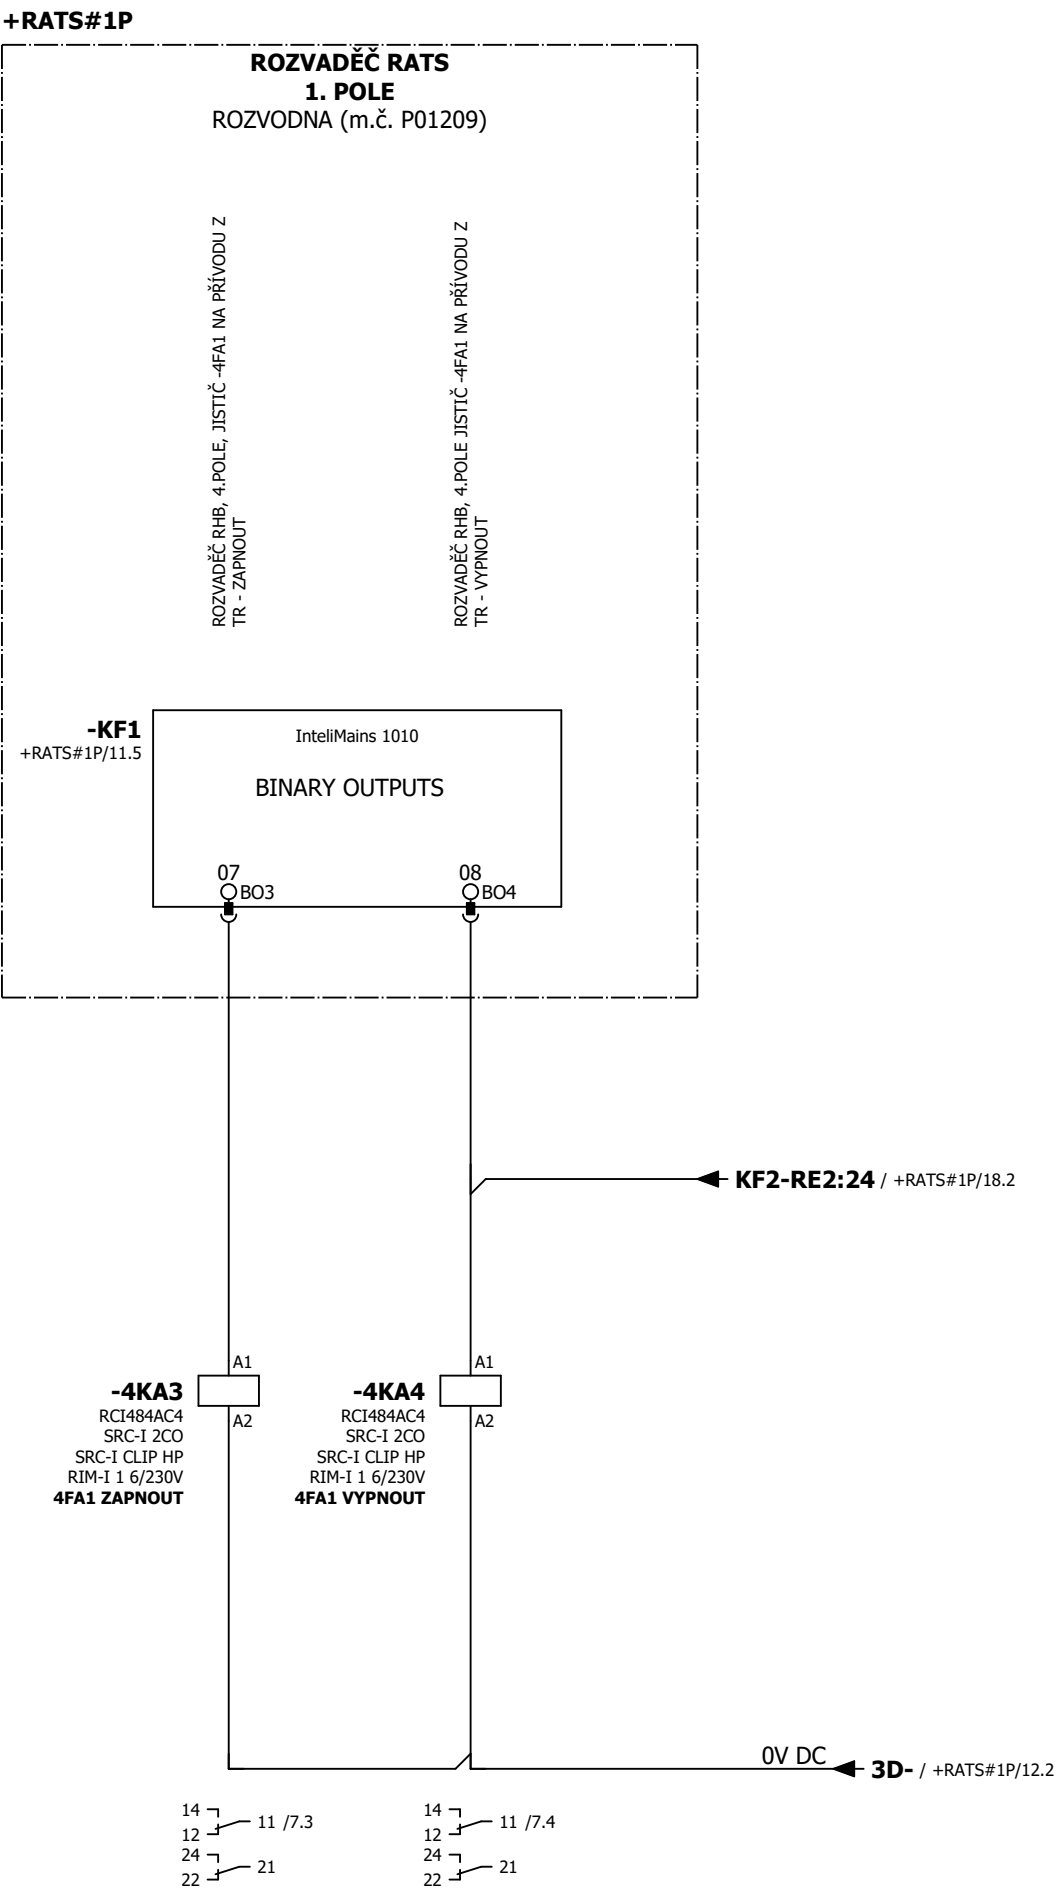 +RATS#1P
ROZVADĚČ RATS
1. POLE
ROZVODNA (m.č. P01209)
ROZVADĚČ RHB, 4.POLE, JISTIČ -4FA1 NA PŘÍVODU Z
TR - ZAPNOUT
ROZVADĚČ RHB, 4.POLE JISTIČ -4FA1 NA PŘÍVODU Z
TR - VYPNOUT
-KF1
+RATS#1P/11.5
InteliMains 1010
BINARY OUTPUTS
07
BO3
08
BO4
KF2-RE2:24 / +RATS#1P/18.2
A1
-4KA3
A2
RCI484AC4
SRC-I 2CO
SRC-I CLIP HP
RIM-I 1 6/230V
4FA1 ZAPNOUT
A1
-4KA4
A2
RCI484AC4
SRC-I 2CO
SRC-I CLIP HP
RIM-I 1 6/230V
4FA1 VYPNOUT
0V DC
3D- / +RATS#1P/12.2
14
12
11 /7.3
24
22
21
14
12
11 /7.4
24
22
21